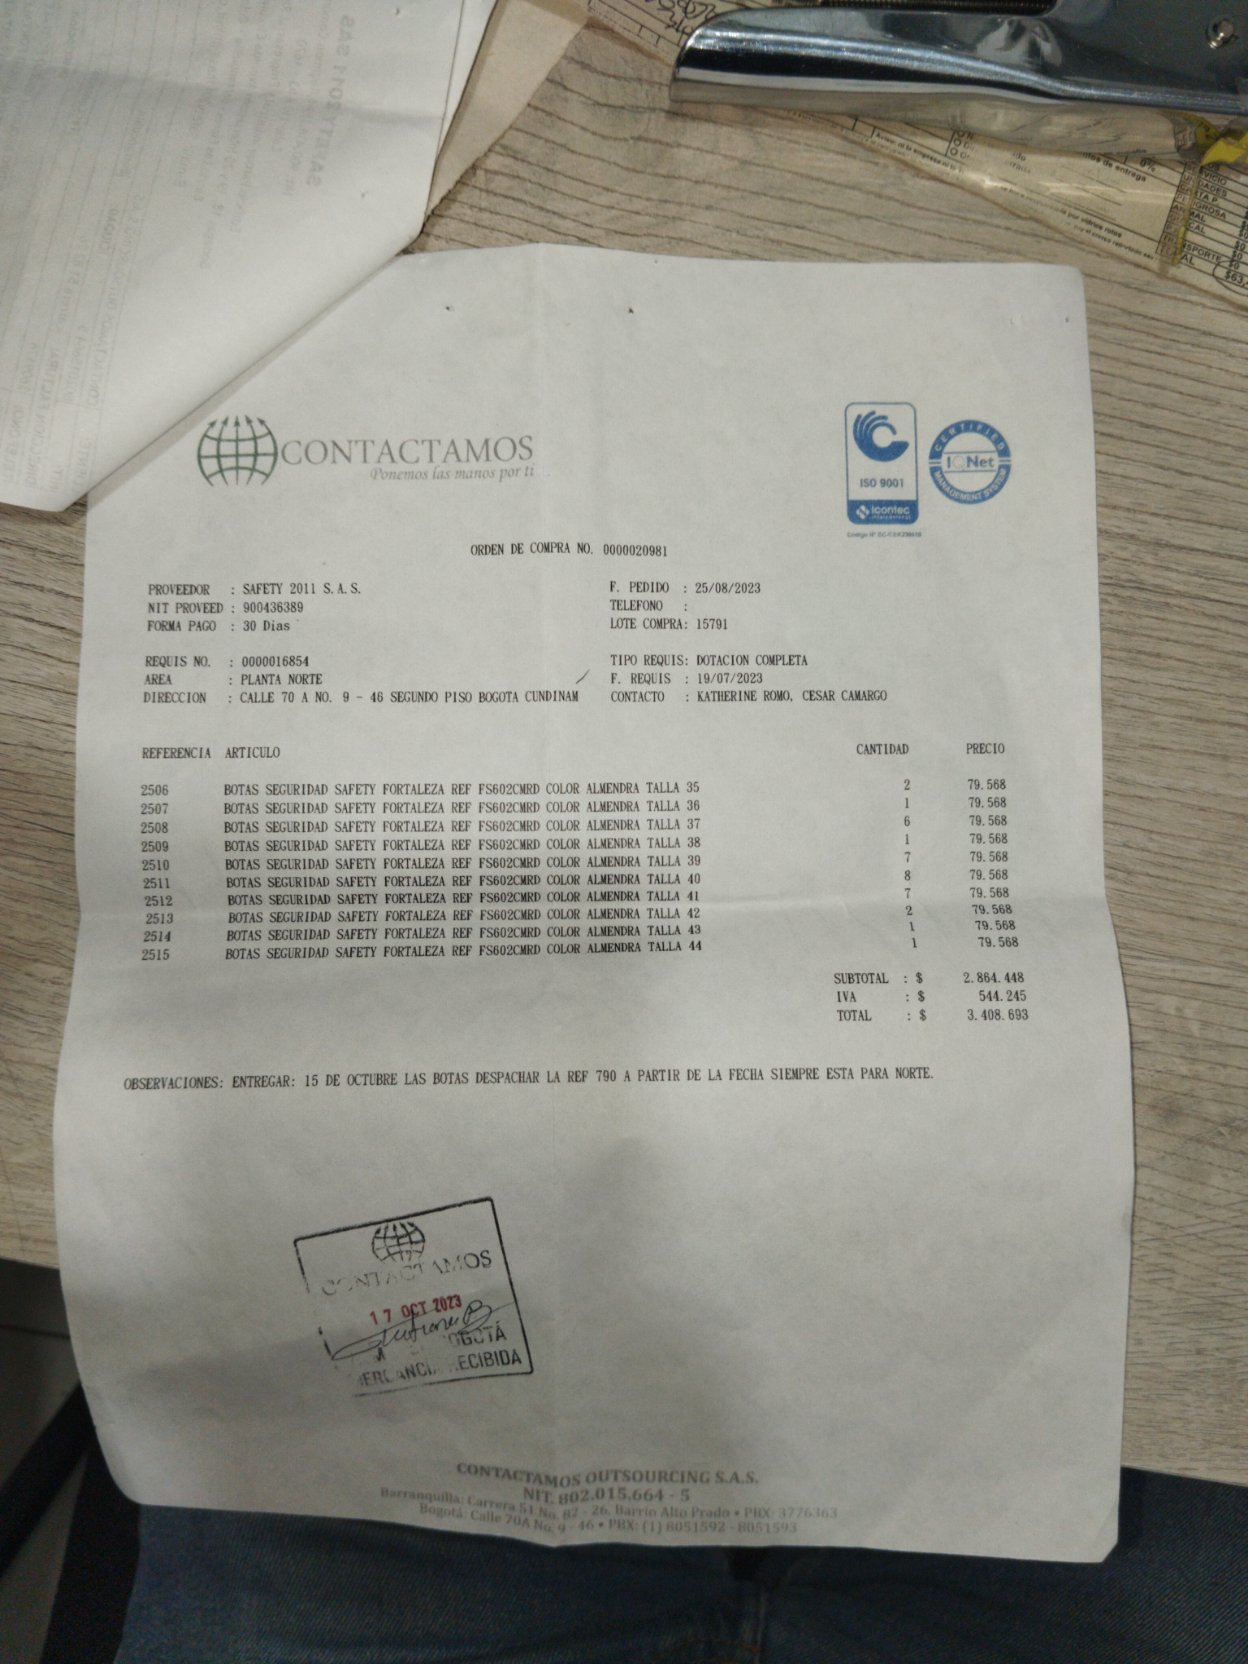 CONTACTAMOS
Ponemos las manos por ti...
ISO 9001
icontec
internacional
CERTIFIED
IQNet
MANAGEMENT SYSTEM
ORDEN DE COMPRA NO. 0000020981
PROVEEDOR : SAFETY 2011 S.A.S. F. PEDIDO : 25/08/2023
NIT PROVEED : 900436389 TELEFONO :
FORMA PAGO : 30 Dias LOTE COMPRA: 15791
REQUIS NO. : 0000016854 TIPO REQUIS: DOTACION COMPLETA
AREA : PLANTA NORTE F. REQUIS : 19/07/2023
DIRECCION : CALLE 70 A NO. 9 - 46 SEGUNDO PISO BOGOTA CUNDINAM CONTACTO : KATHERINE ROMO, CESAR CAMARGO
REFERENCIA ARTICULO CANTIDAD PRECIO
2506 BOTAS SEGURIDAD SAFETY FORTALEZA REF FS602CMRD COLOR ALMENDRA TALLA 35 2 79.568
2507 BOTAS SEGURIDAD SAFETY FORTALEZA REF FS602CMRD COLOR ALMENDRA TALLA 36 1 79.568
2508 BOTAS SEGURIDAD SAFETY FORTALEZA REF FS602CMRD COLOR ALMENDRA TALLA 37 6 79.568
2509 BOTAS SEGURIDAD SAFETY FORTALEZA REF FS602CMRD COLOR ALMENDRA TALLA 38 1 79.568
2510 BOTAS SEGURIDAD SAFETY FORTALEZA REF FS602CMRD COLOR ALMENDRA TALLA 39 7 79.568
2511 BOTAS SEGURIDAD SAFETY FORTALEZA REF FS602CMRD COLOR ALMENDRA TALLA 40 8 79.568
2512 BOTAS SEGURIDAD SAFETY FORTALEZA REF FS602CMRD COLOR ALMENDRA TALLA 41 7 79.568
2513 BOTAS SEGURIDAD SAFETY FORTALEZA REF FS602CMRD COLOR ALMENDRA TALLA 42 2 79.568
2514 BOTAS SEGURIDAD SAFETY FORTALEZA REF FS602CMRD COLOR ALMENDRA TALLA 43 1 79.568
2515 BOTAS SEGURIDAD SAFETY FORTALEZA REF FS602CMRD COLOR ALMENDRA TALLA 44 1 79.568
SUBTOTAL : $ 2.864.448
IVA : $ 544.245
TOTAL : $ 3.408.693
OBSERVACIONES: ENTREGAR: 15 DE OCTUBRE LAS BOTAS DESPACHAR LA REF 790 A PARTIR DE LA FECHA SIEMPRE ESTA PARA NORTE.
CONTACTAMOS
17 OCT 2023
BOGOTÁ
MERCANCIA RECIBIDA
CONTACTAMOS OUTSOURCING S.A.S.
NIT. 802.015.664 - 5
Barranquilla: Carrera 51 No. 82 - 26. Barrio Alto Prado • PBX: 3776363
Bogotá: Calle 70A No. 9 - 46 • PBX: (1) 8051592 - 8051593